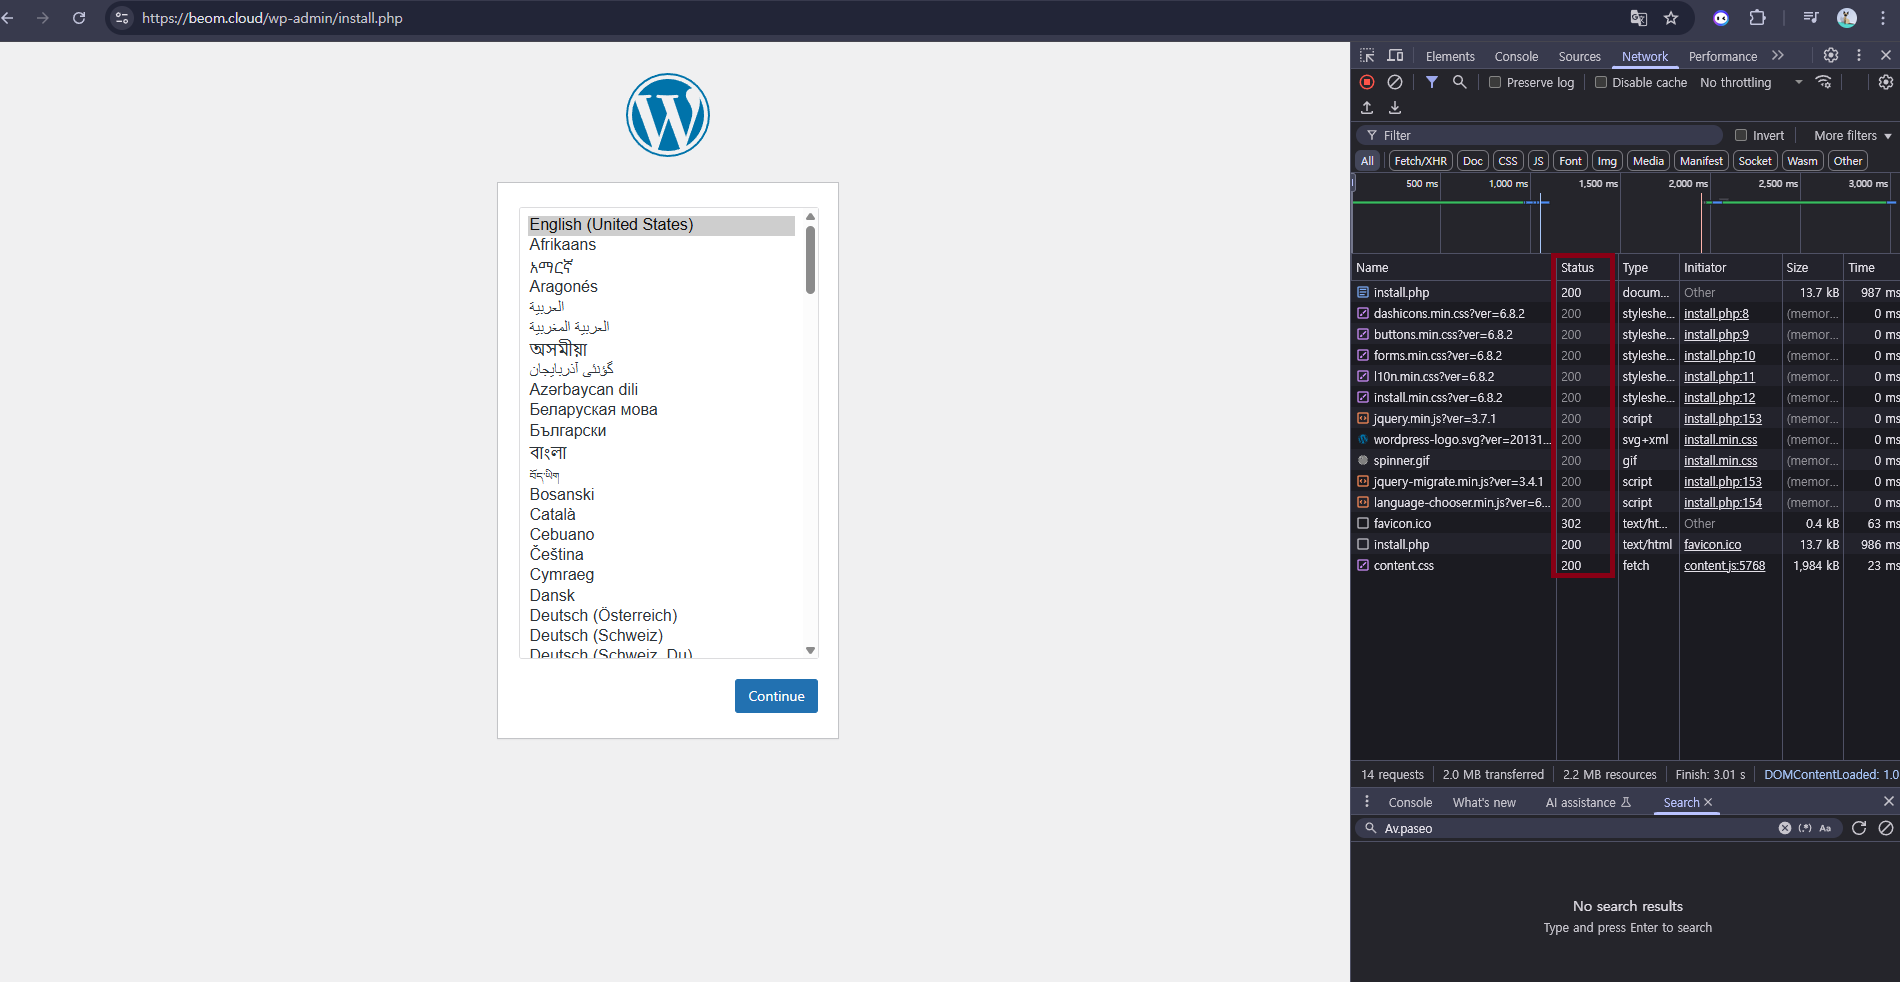 https://beom.cloud/wp-admin/install.php
English (United States)
Afrikaans
አማርኛ
Aragonés
العربية
العربية المغربية
অসমীয়া
گؤنئی آذربایجان
Azərbaycan dili
Беларуская мова
Български
বাংলা
བོད་ཡིག
Bosanski
Català
Cebuano
Čeština
Cymraeg
Dansk
Deutsch (Österreich)
Deutsch (Schweiz)
Deutsch (Schweiz, Du)
Continue
Elements Console Sources Network Performance
Preserve log Disable cache No throttling
Filter Invert More filters
All Fetch/XHR Doc CSS JS Font Img Media Manifest Socket Wasm Other
500 ms 1,000 ms 1,500 ms 2,000 ms 2,500 ms 3,000 ms
Name Status Type Initiator Size Time
install.php 200 docum... Other 13.7 kB 987 ms
dashicons.min.css?ver=6.8.2 200 styleshe... install.php:8 (memor... 0 ms
buttons.min.css?ver=6.8.2 200 styleshe... install.php:9 (memor... 0 ms
forms.min.css?ver=6.8.2 200 styleshe... install.php:10 (memor... 0 ms
l10n.min.css?ver=6.8.2 200 styleshe... install.php:11 (memor... 0 ms
install.min.css?ver=6.8.2 200 styleshe... install.php:12 (memor... 0 ms
jquery.min.js?ver=3.7.1 200 script install.php:153 (memor... 0 ms
wordpress-logo.svg?ver=20131... 200 svg+xml install.min.css (memor... 0 ms
spinner.gif 200 gif install.min.css (memor... 0 ms
jquery-migrate.min.js?ver=3.4.1 200 script install.php:153 (memor... 0 ms
language-chooser.min.js?ver=6... 200 script install.php:154 (memor... 0 ms
favicon.ico 302 text/ht... Other 0.4 kB 63 ms
install.php 200 text/html favicon.ico 13.7 kB 986 ms
content.css 200 fetch content.js:5768 1,984 kB 23 ms
14 requests 2.0 MB transferred 2.2 MB resources Finish: 3.01 s DOMContentLoaded: 1.0
Console What's new AI assistance Search
Av.paseo (.*) Aa
No search results
Type and press Enter to search